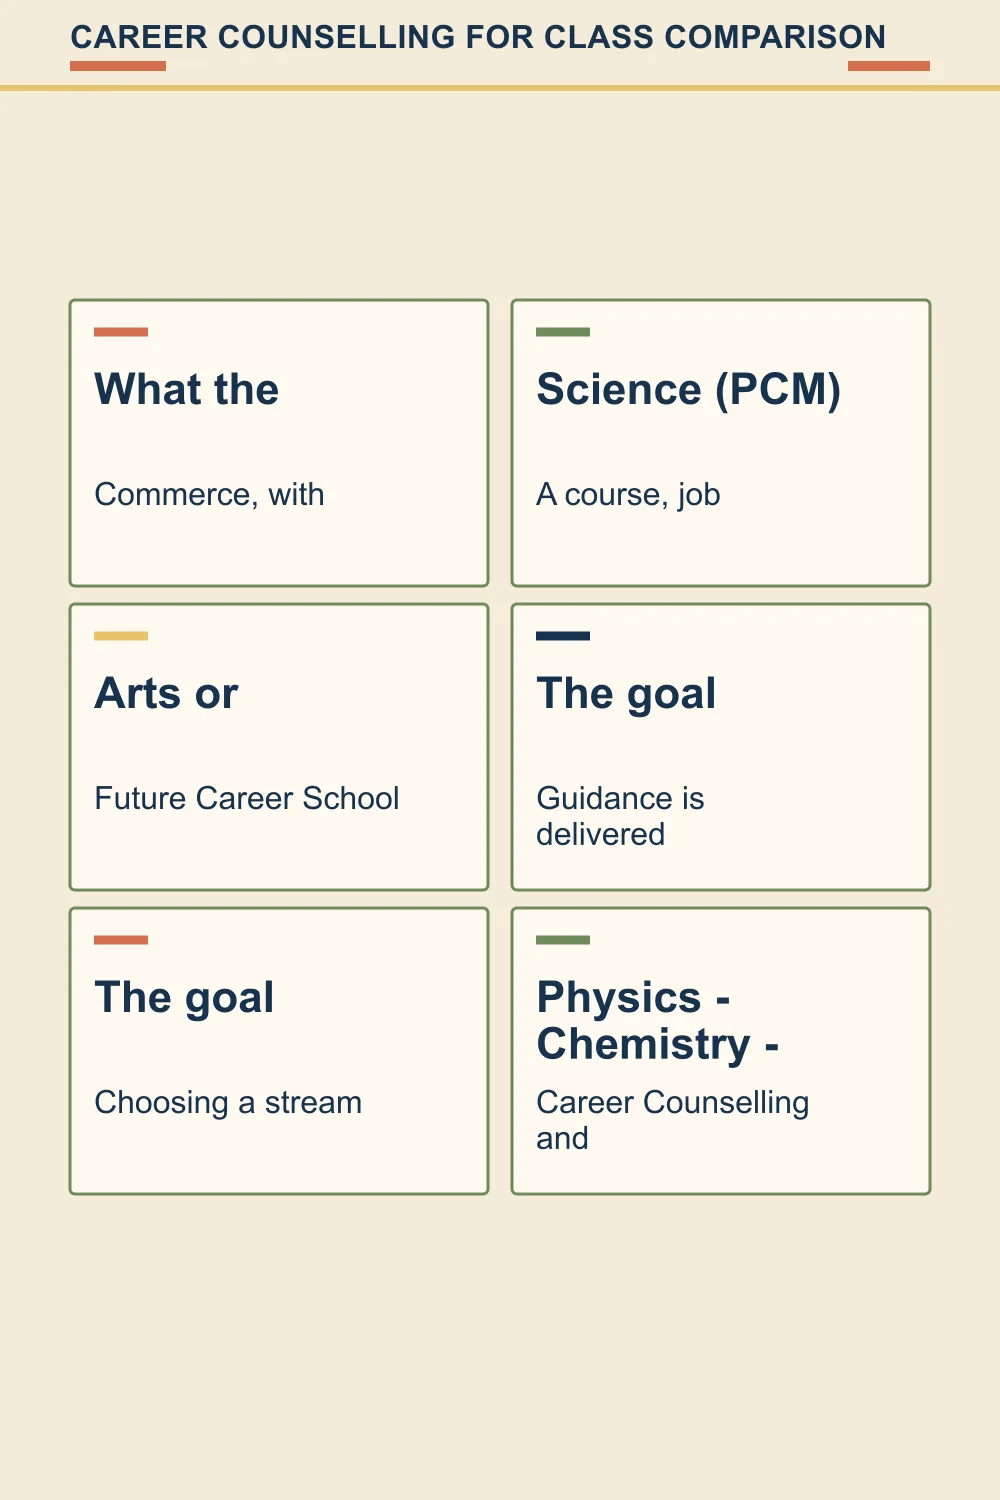 CAREER COUNSELLING FOR CLASS COMPARISON
What the
Commerce, with
Science (PCM)
A course, job
Arts or
Future Career School
The goal
Guidance is
delivered
The goal
Choosing a stream
Physics -
Chemistry -
Career Counselling
and